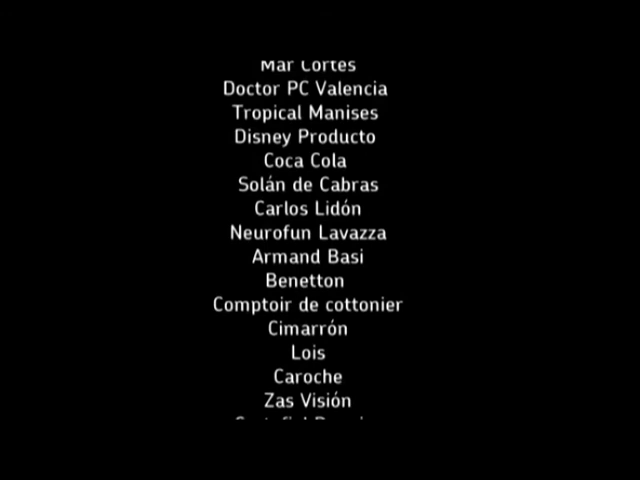 Mar Cortes
Doctor PC Valencia
Tropical Manises
Disney Producto
Coca Cola
Solán de Cabras
Carlos Lidón
Neurofun Lavazza
Armand Basi
Benetton
Comptoir de cottonier
Cimarrón
Lois
Caroche
Zas Visión